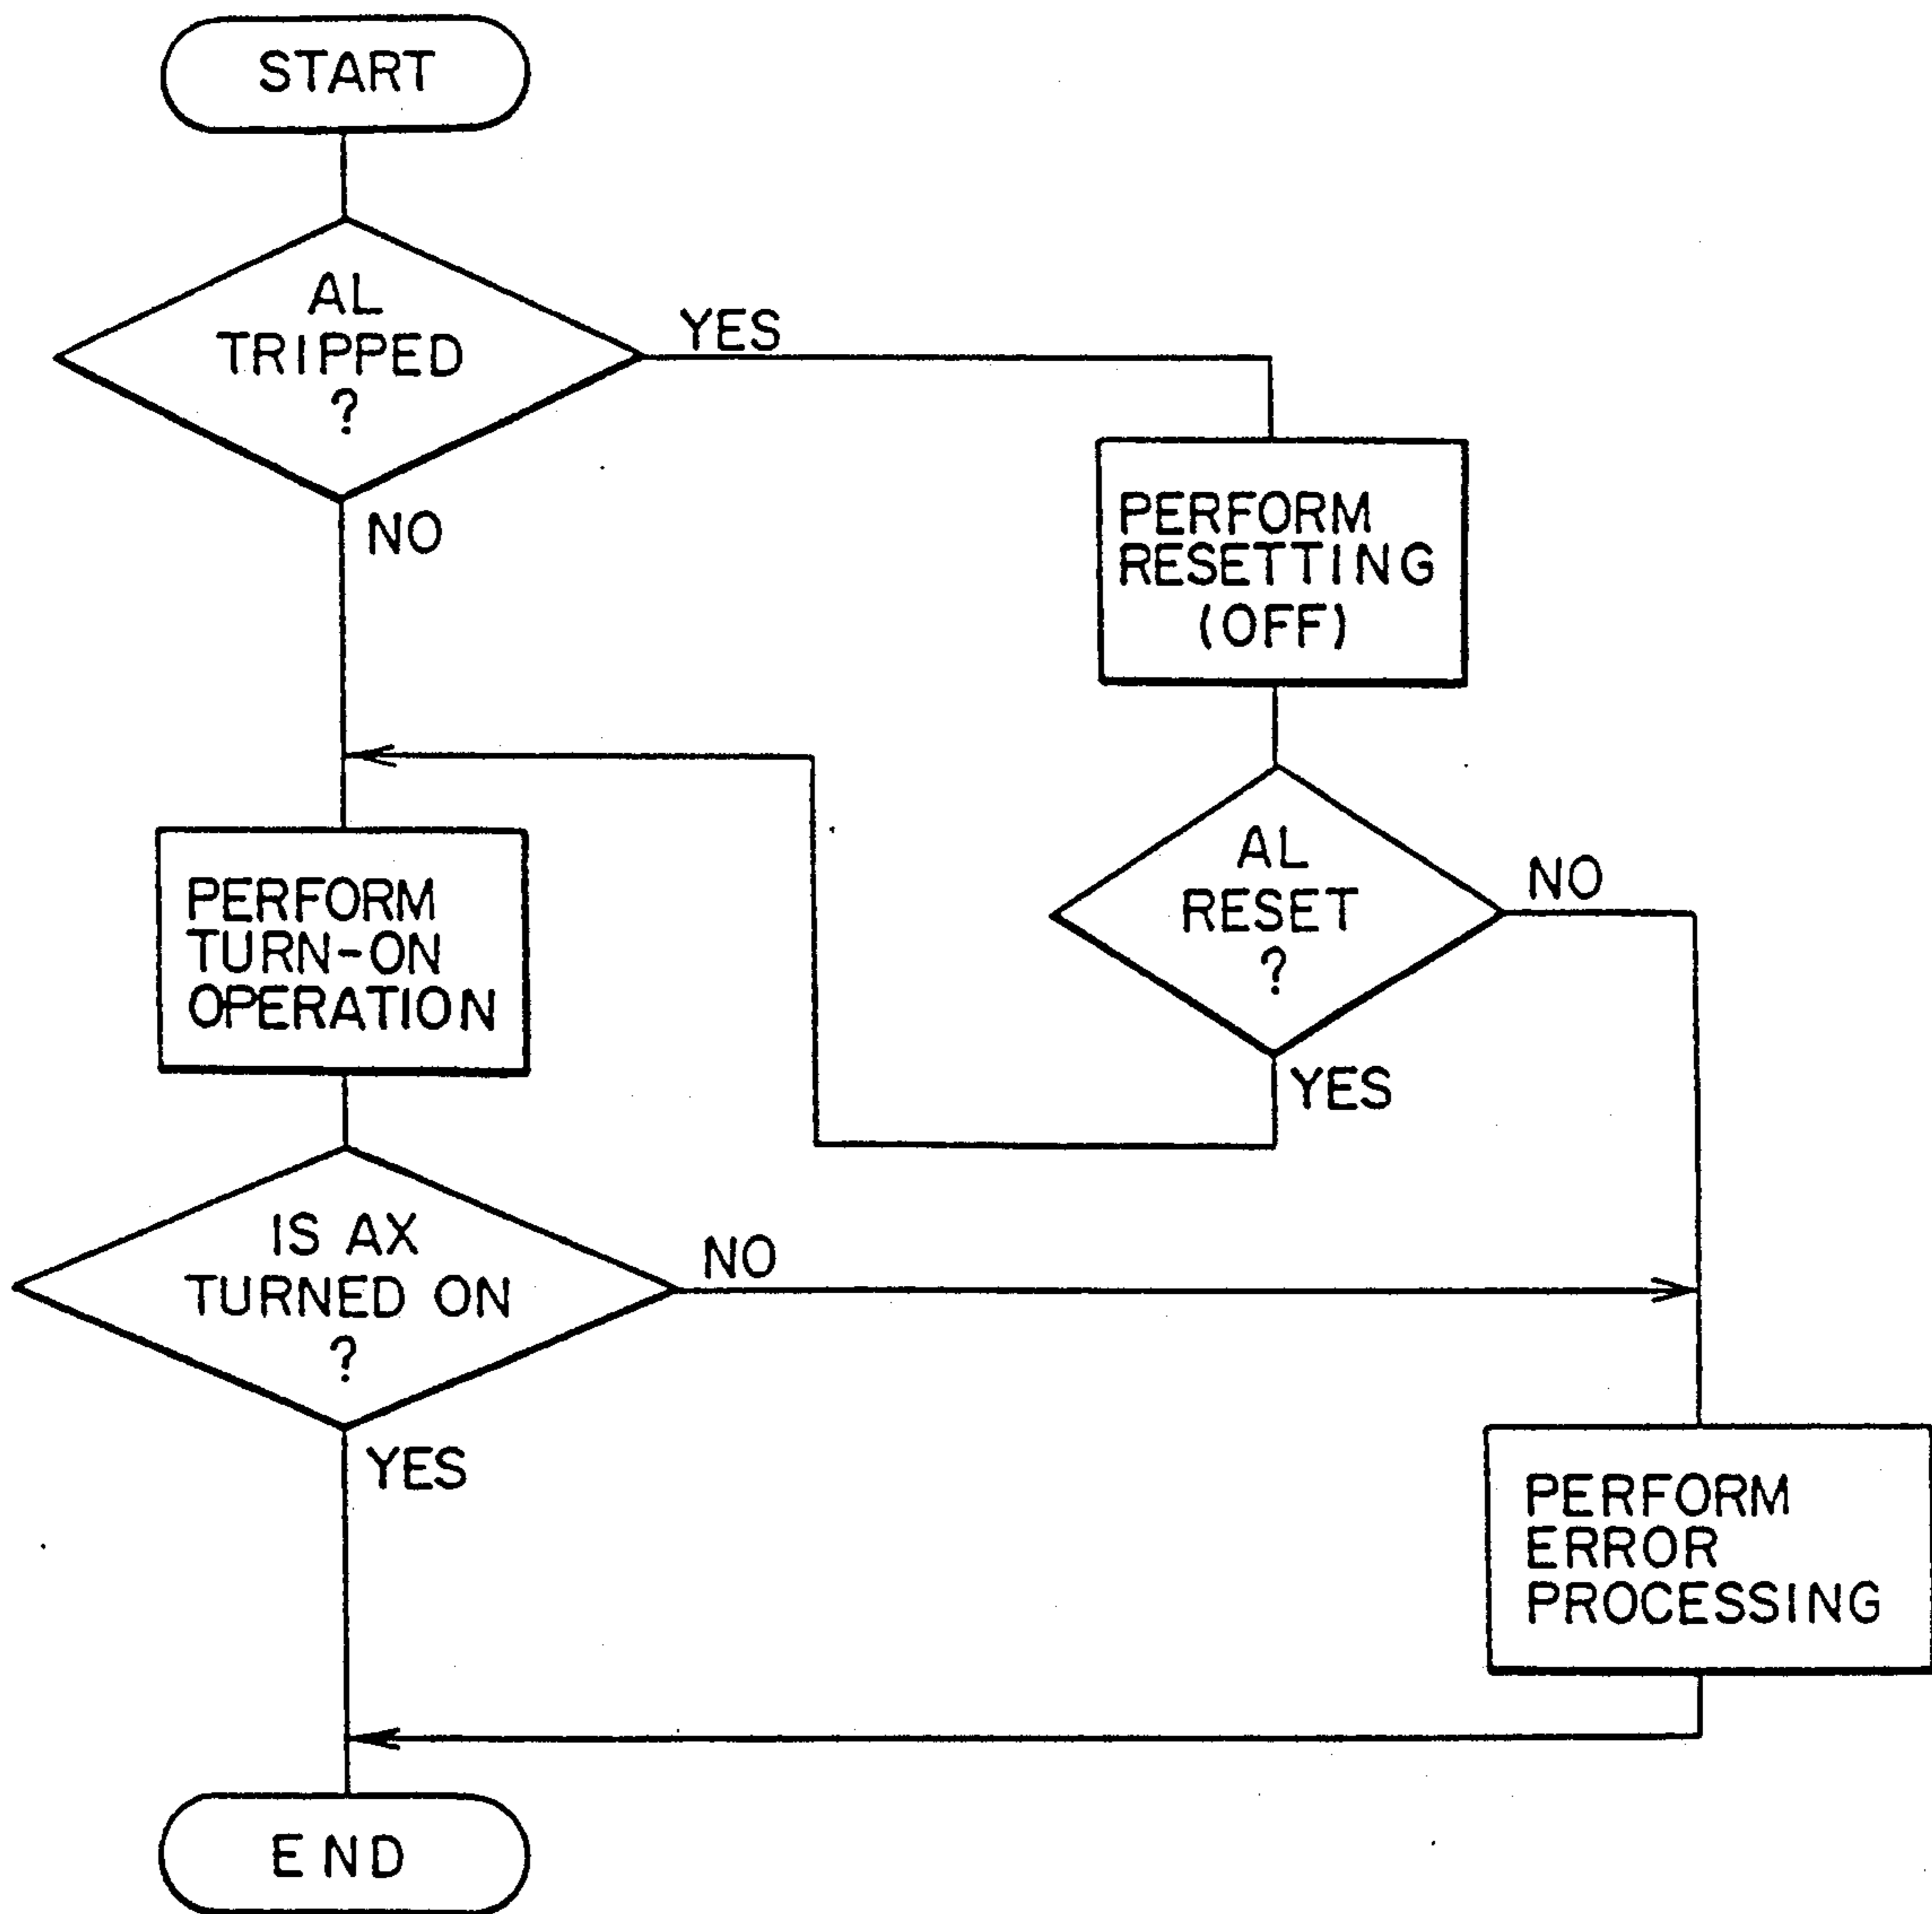 START
AL
TRIPPED
?
YES
NO
PERFORM
RESETTING
(OFF)
AL
RESET
?
NO
YES
PERFORM
TURN-ON
OPERATION
IS AX
TURNED ON
?
NO
YES
PERFORM
ERROR
PROCESSING
END